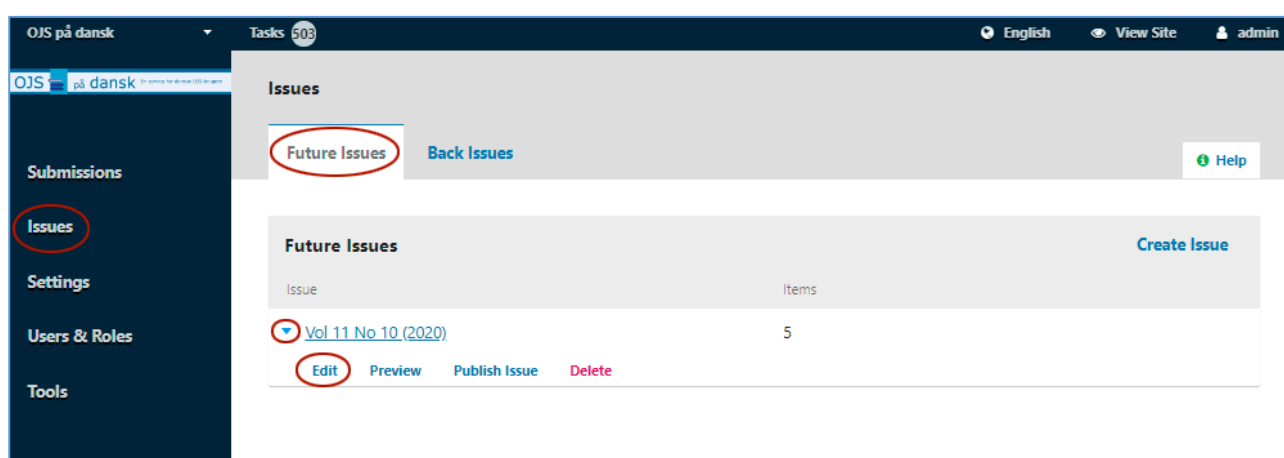 OJS på dansk
Tasks 503
English
View Site
admin
OJS på dansk
Submissions
Issues
Settings
Users & Roles
Tools
Issues
Future Issues
Back Issues
Help
Future Issues
Create Issue
Issue
Items
Vol 11 No 10 (2020)
5
Edit
Preview
Publish Issue
Delete